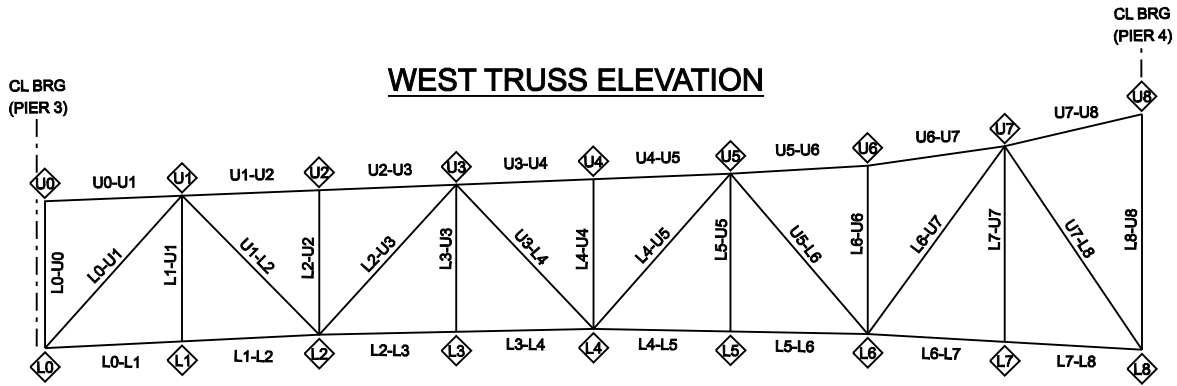 CL BRG
(PIER 4)
WEST TRUSS ELEVATION
CL BRG
(PIER 3)
U0
U0-U1
U1
U1-U2
U2
U2-U3
U3
U3-U4
U4
U4-U5
U5
U5-U6
U6
U6-U7
U7
U7-U8
U8
L0-U0
L0-U1
L1-U1
U1-L2
L2-U2
L2-U3
L3-U3
U3-L4
L4-U4
L4-U5
L5-U5
U5-L6
L6-U6
L6-U7
L7-U7
U7-L8
L8-U8
L0
L0-L1
L1
L1-L2
L2
L2-L3
L3
L3-L4
L4
L4-L5
L5
L5-L6
L6
L6-L7
L7
L7-L8
L8